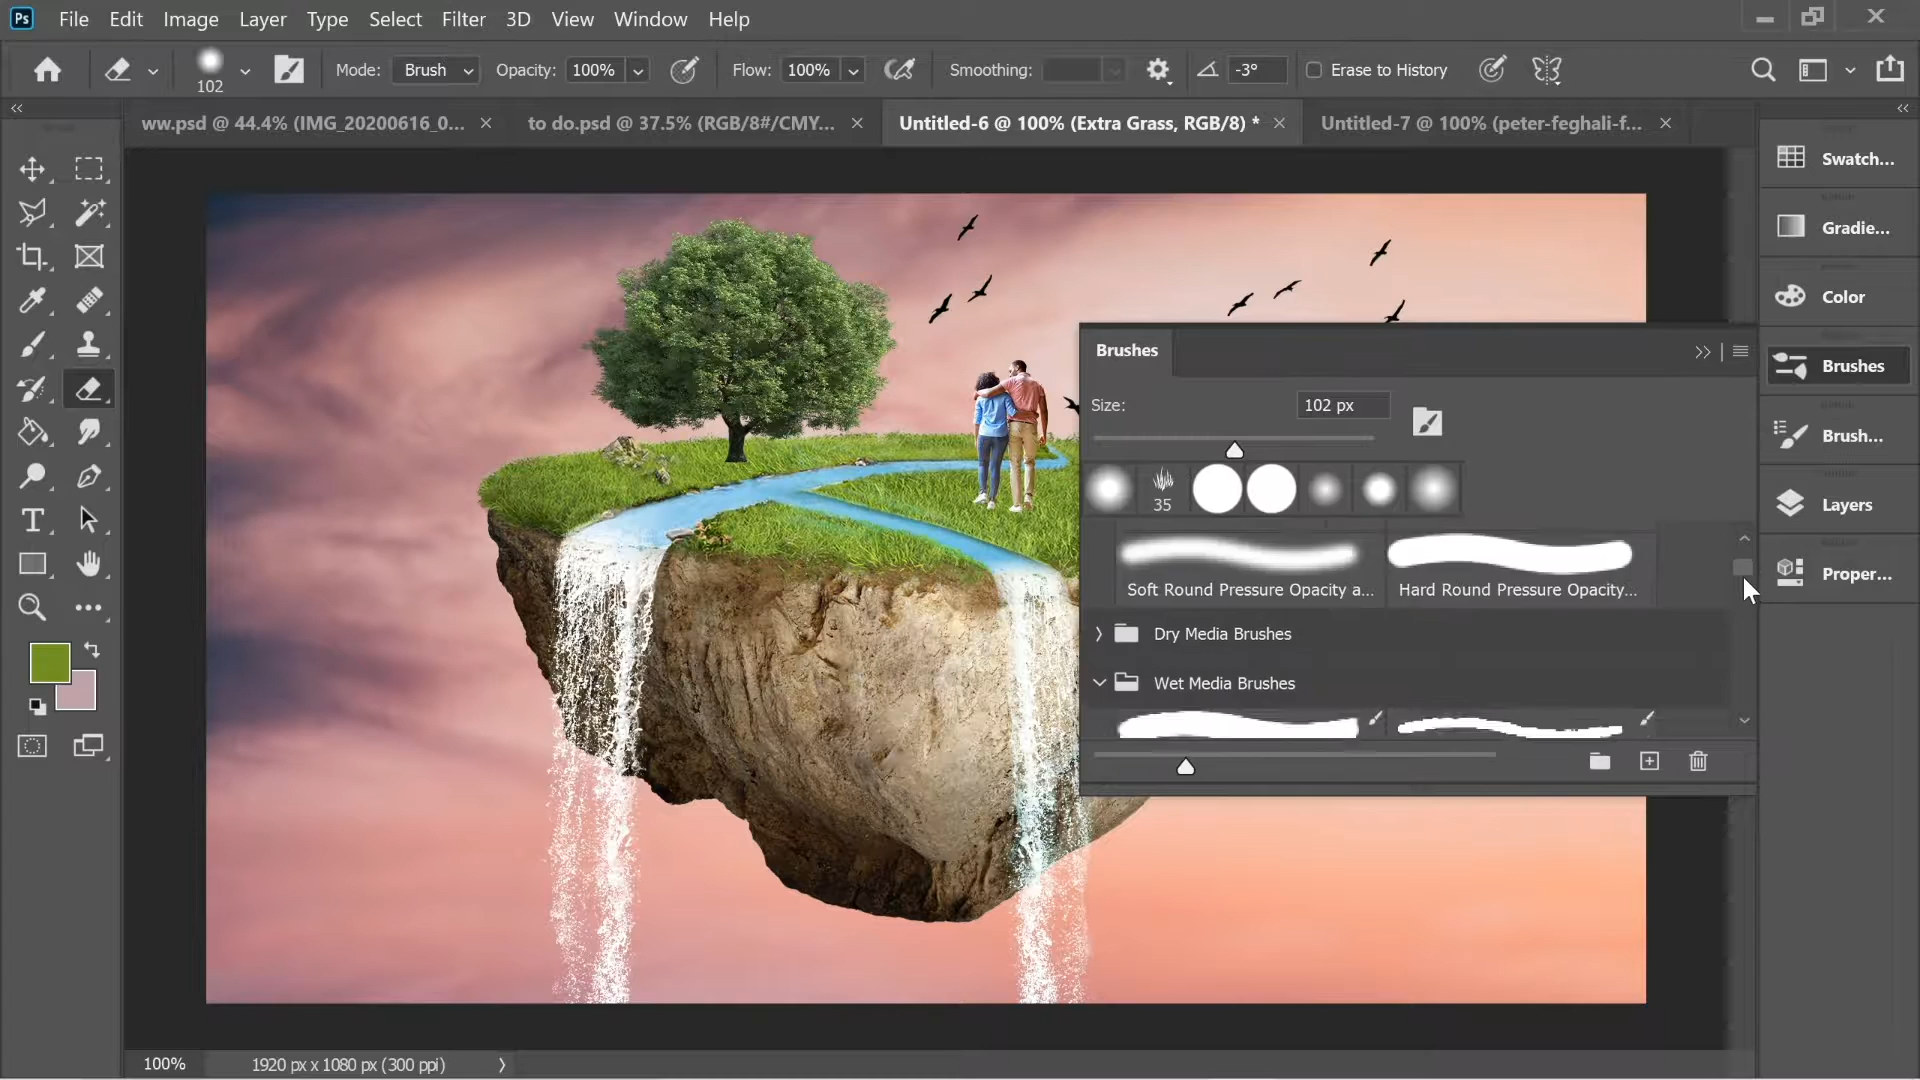 Ps File Edit Image Layer Type Select Filter 3D View Window Help
102 Mode: Brush Opacity: 100% Flow: 100% Smoothing: -3° Erase to History
ww.psd @ 44.4% (IMG_20200616_0... to do.psd @ 37.5% (RGB/8#/CMY... Untitled-6 @ 100% (Extra Grass, RGB/8) * Untitled-7 @ 100% (peter-feghali-f...
Swatch...
Gradie...
Color
Brushes
Brush...
Layers
Proper...
Brushes
Size: 102 px
35
Soft Round Pressure Opacity a... Hard Round Pressure Opacity...
Dry Media Brushes
Wet Media Brushes
T
100% 1920 px x 1080 px (300 ppi)